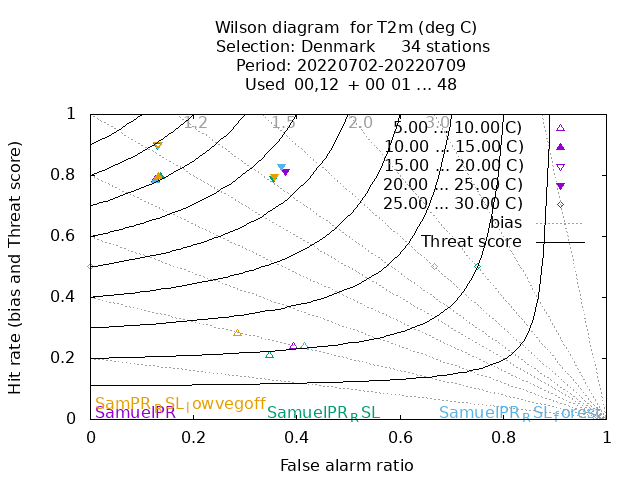 Wilson diagram for T2m (deg C)
Selection: Denmark 34 stations
Period: 20220702-20220709
Used 00,12 + 00 01 ... 48
Hit rate (bias and Threat score)
1
0.8
0.6
0.4
0.2
0
1.2 1.5 2.0 3.0
5.00 ... 10.00 C)
10.00 ... 15.00 C)
15.00 ... 20.00 C)
20.00 ... 25.00 C)
25.00 ... 30.00 C)
bias
Threat score
SamPR_RSL_lowvegoff
SamuelPR SamuelPR_RSL SamuelPR_RSL_forest
0 0.2 0.4 0.6 0.8 1
False alarm ratio